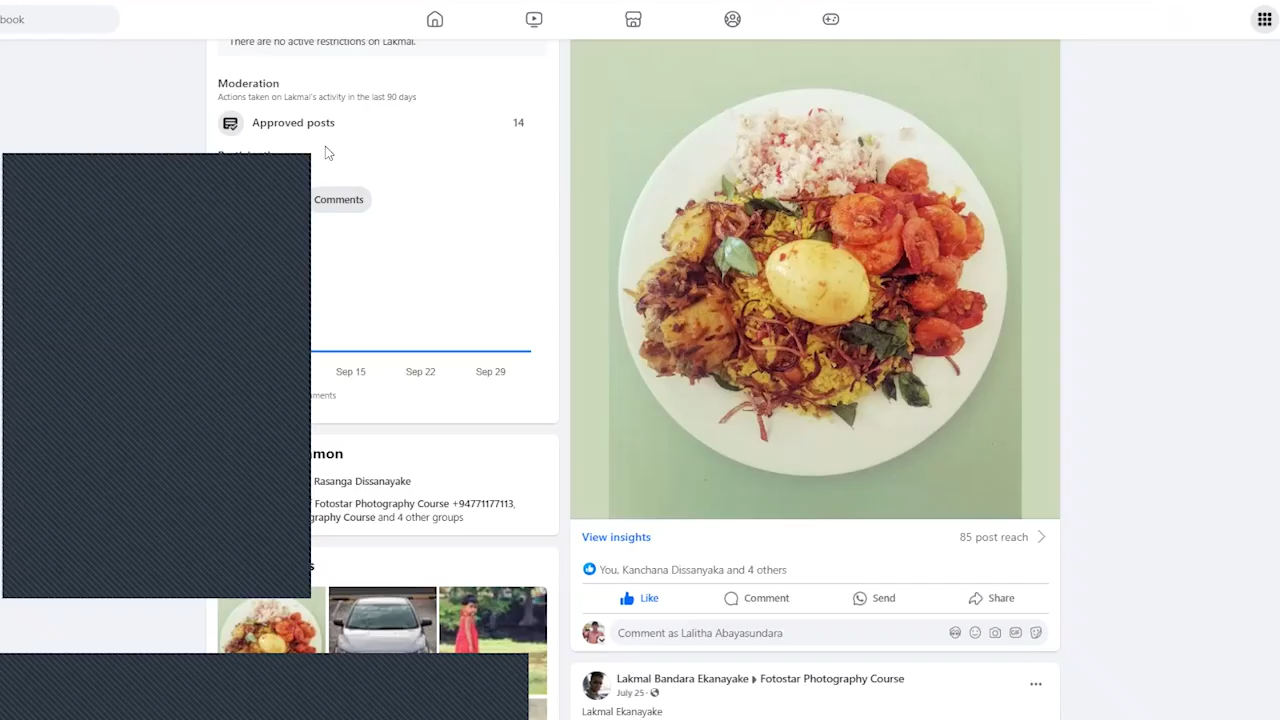 book
There are no active restrictions on Lakmal.
Moderation
Actions taken on Lakmal's activity in the last 90 days
Approved posts 14
Comments
Sep 15 Sep 22 Sep 29
Rasanga Dissanayake
Fotostar Photography Course +94771177113,
Course and 4 other groups
View insights 85 post reach
You, Kanchana Dissanyaka and 4 others
Like Comment Send Share
Comment as Lalitha Abayasundara
GIF
Lakmal Bandara Ekanayake Fotostar Photography Course
July 25
Lakmal Ekanayake